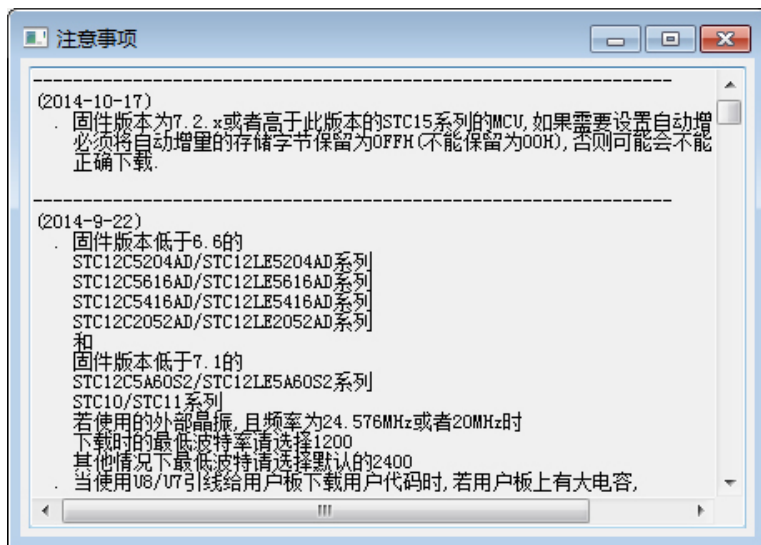 注意事项
----------------------------------------------------------------
(2014-10-17)
. 固件版本为7.2.x或者高于此版本的STC15系列的MCU,如果需要设置自动增
必须将自动增量的存储字节保留为0FFH(不能保留为00H),否则可能会不能
正确下载.
----------------------------------------------------------------
(2014-9-22)
. 固件版本低于6.6的
STC12C5204AD/STC12LE5204AD系列
STC12C5616AD/STC12LE5616AD系列
STC12C5416AD/STC12LE5416AD系列
STC12C2052AD/STC12LE2052AD系列
和
固件版本低于7.1的
STC12C5A60S2/STC12LE5A60S2系列
STC10/STC11系列
若使用的外部晶振,且频率为24.576MHz或者20MHz时
下载时的最低波特率请选择1200
其他情况下最低波特请选择默认的2400
. 当使用U8/U7引线给用户板下载用户代码时,若用户板上有大电容,